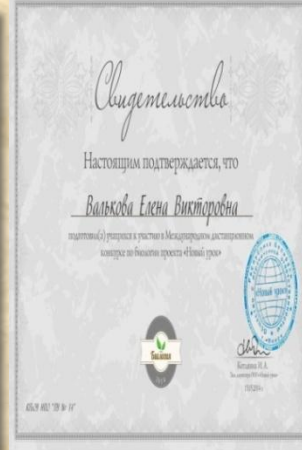 Свидетельство
Настоящим подтверждается, что
Валькова Елена Викторовна
подготовил(а) учащихся к участию в Международном дистанционном
конкурсе по биологии проекта «Новый урок»
Биология
«Новый урок»